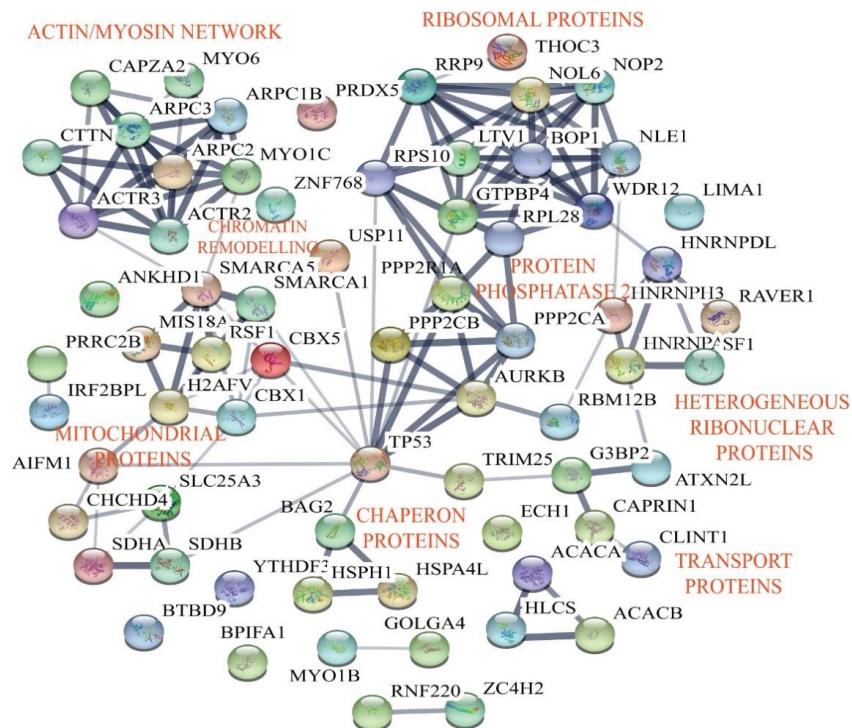 ACTIN/MYOSIN NETWORK
RIBOSOMAL PROTEINS
CAPZA2
MYO6
RRP9
THOC3
ARPC3
ARPC1B
PRDX5
NOL6
NOP2
CTTN
ARPC2
MYO1C
LTV1
BOP1
NLE1
RPS10
ACTR3
ZNF768
GTPBP4
WDR12
LIMA1
ACTR2
RPL28
CHROMATIN
REMODELLING
USP11
HNRNPDL
ANKHD1
SMARCA5
PPP2R1A
PROTEIN
PHOSPHATASE 2
SMARCA1
HNRNPH3
RAVER1
MIS18A
RSF1
PPP2CB
PPP2CA
PRRC2B
CBX5
HNRNPA
SF1
H2AFV
AURKB
IRF2BPL
CBX1
RBM12B
HETEROGENEOUS
RIBONUCLEAR
PROTEINS
MITOCHONDRIAL
PROTEINS
TP53
AIFM1
TRIM25
G3BP2
ATXN2L
SLC25A3
CHCHD4
BAG2
CHAPERON
PROTEINS
ECH1
CAPRIN1
CLINT1
SDHA
SDHB
ACACA
TRANSPORT
PROTEINS
YTHDF3
HSPH1
HSPA4L
BTBD9
HLCS
ACACB
BPIFA1
GOLGA4
MYO1B
RNF220
ZC4H2